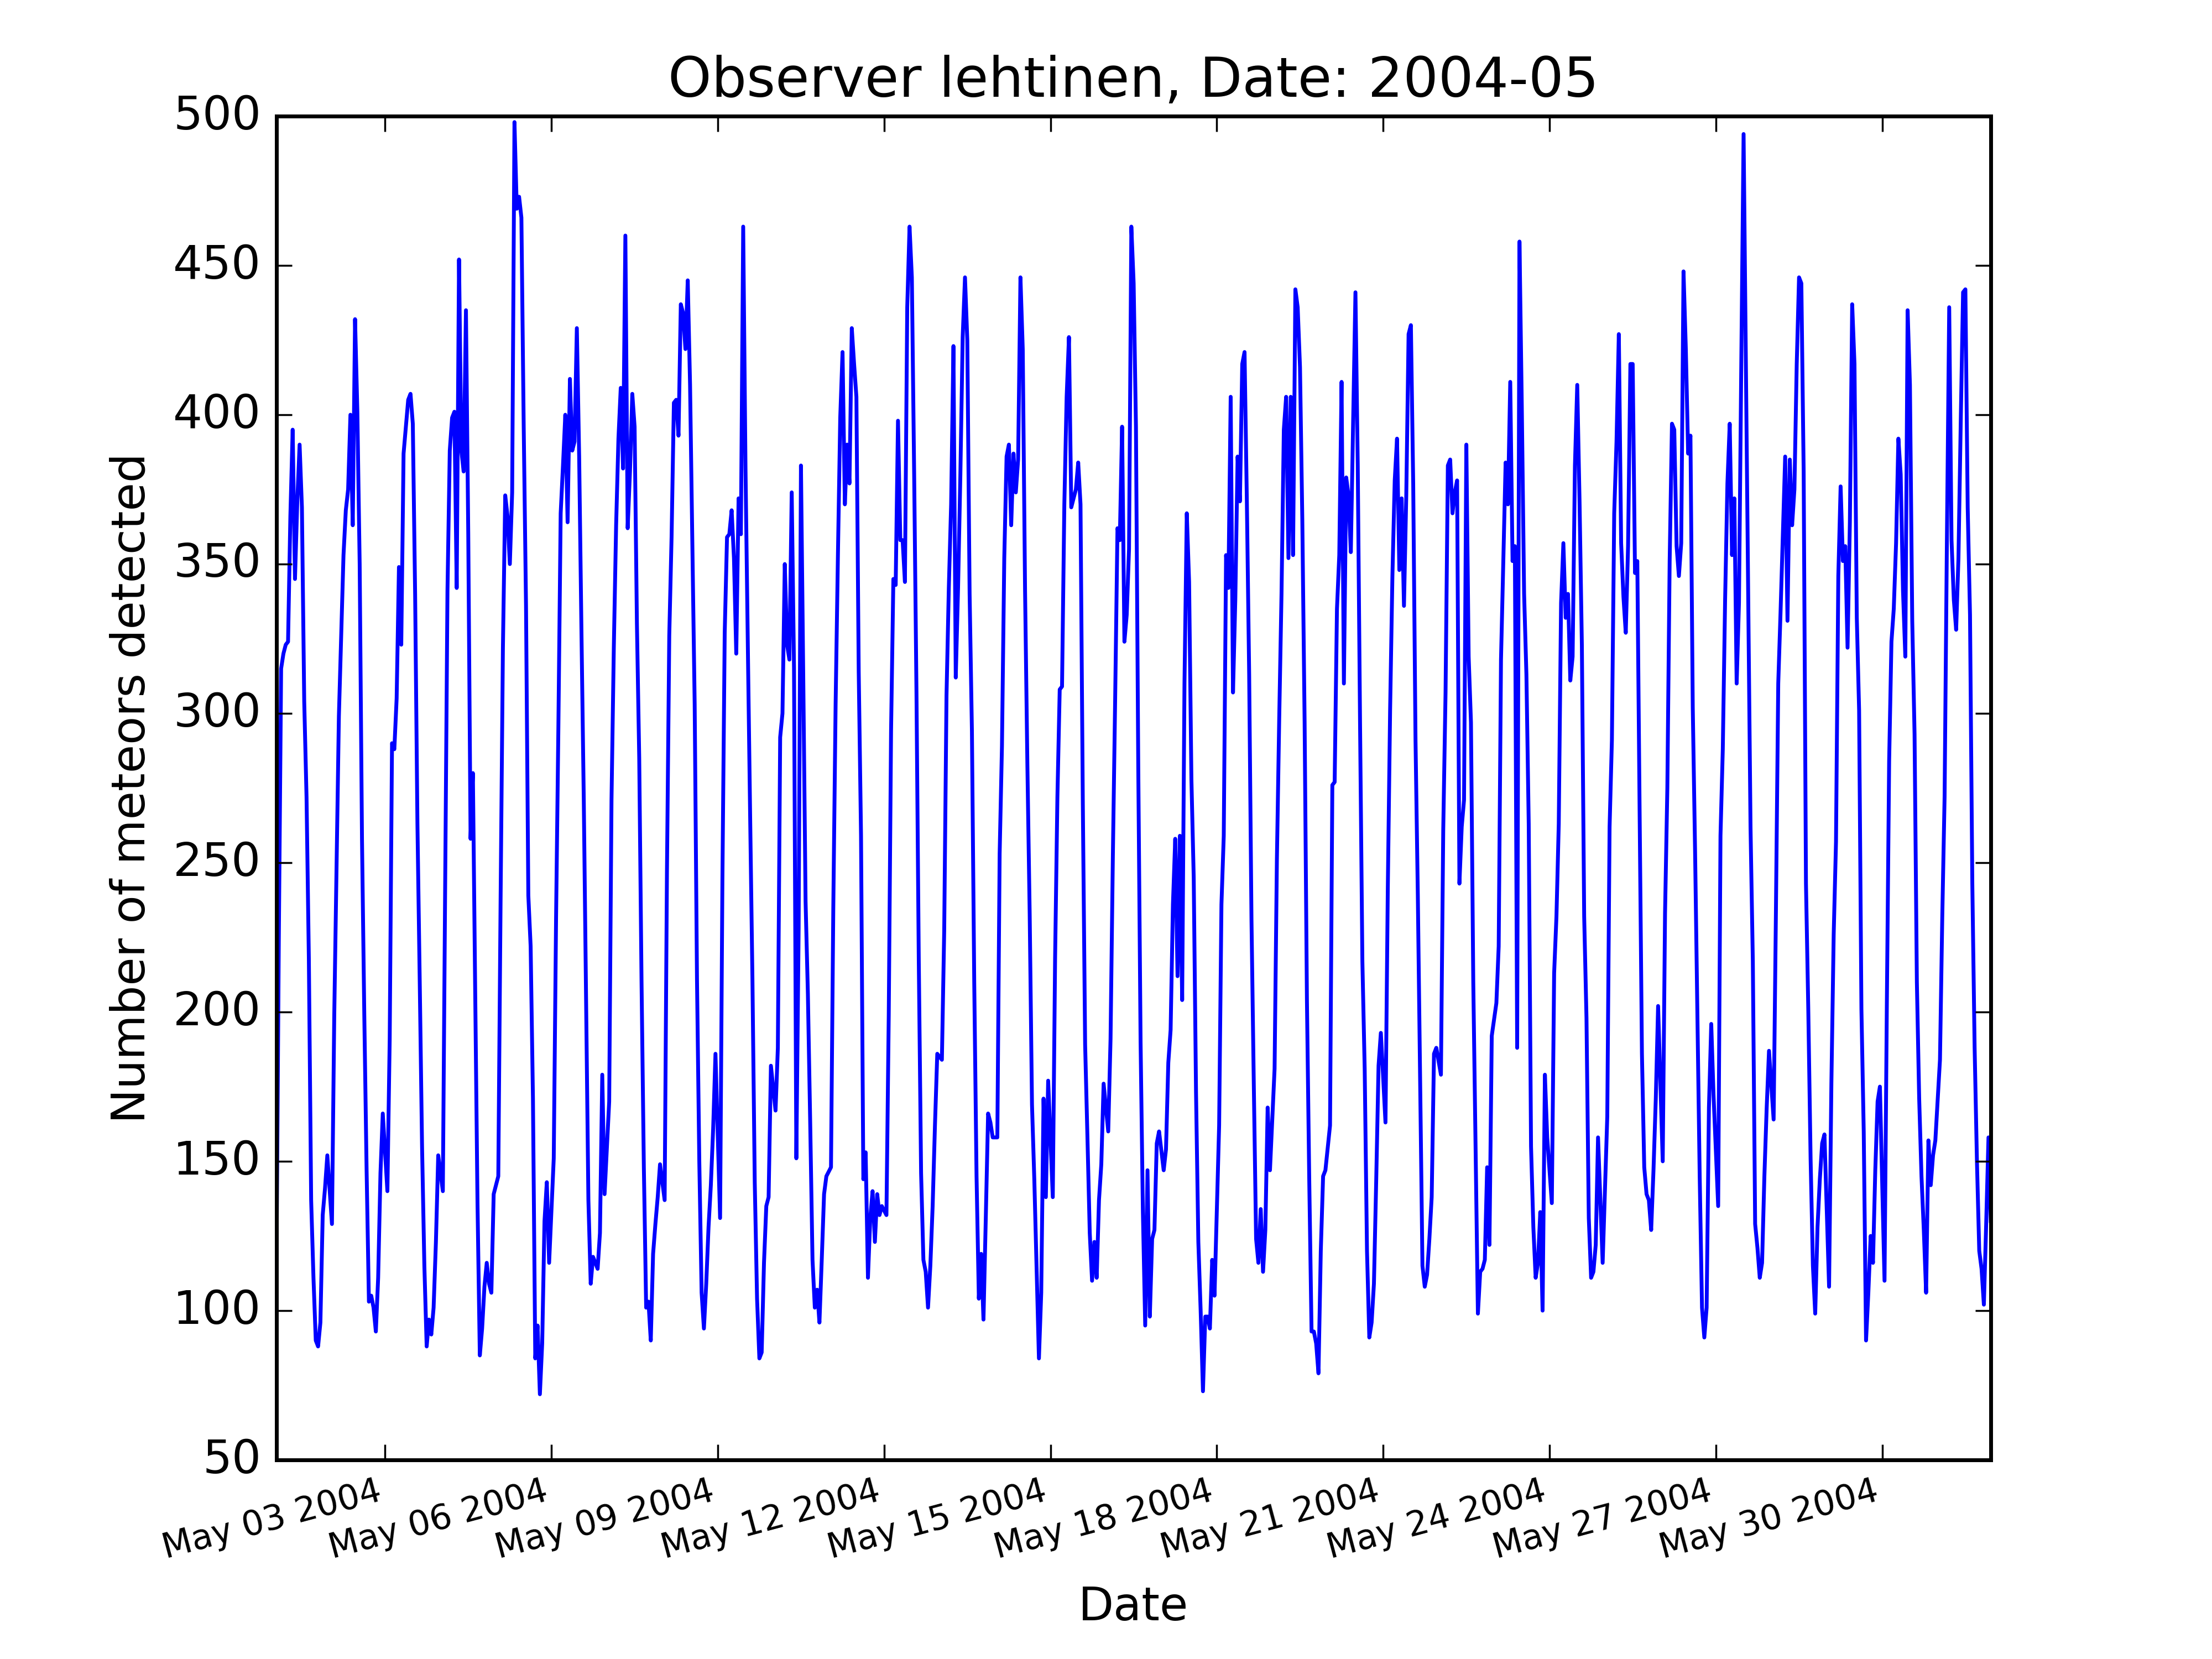 Observer lehtinen, Date: 2004-05
500
450
400
350
300
250
200
150
100
50
Number of meteors detected
May 03 2004
May 06 2004
May 09 2004
May 12 2004
May 15 2004
May 18 2004
May 21 2004
May 24 2004
May 27 2004
May 30 2004
Date